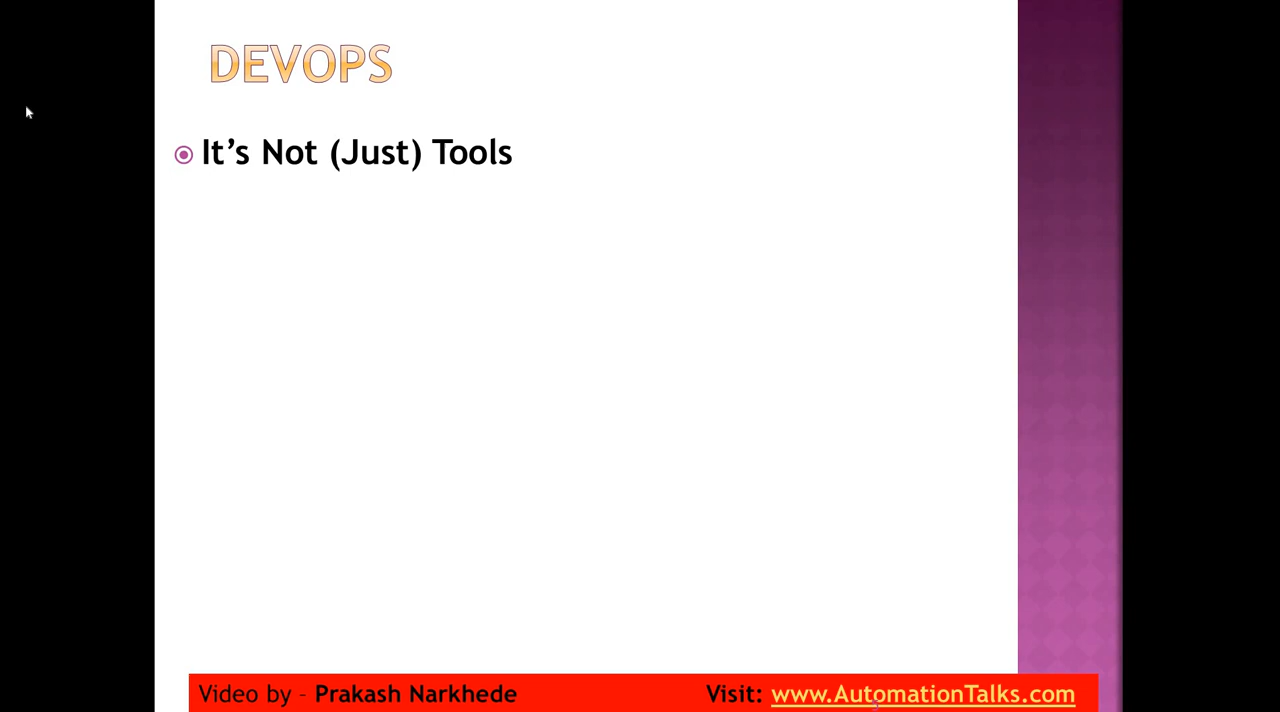 DEVOPS
It’s Not (Just) Tools
Video by – Prakash Narkhede Visit: www.AutomationTalks.com